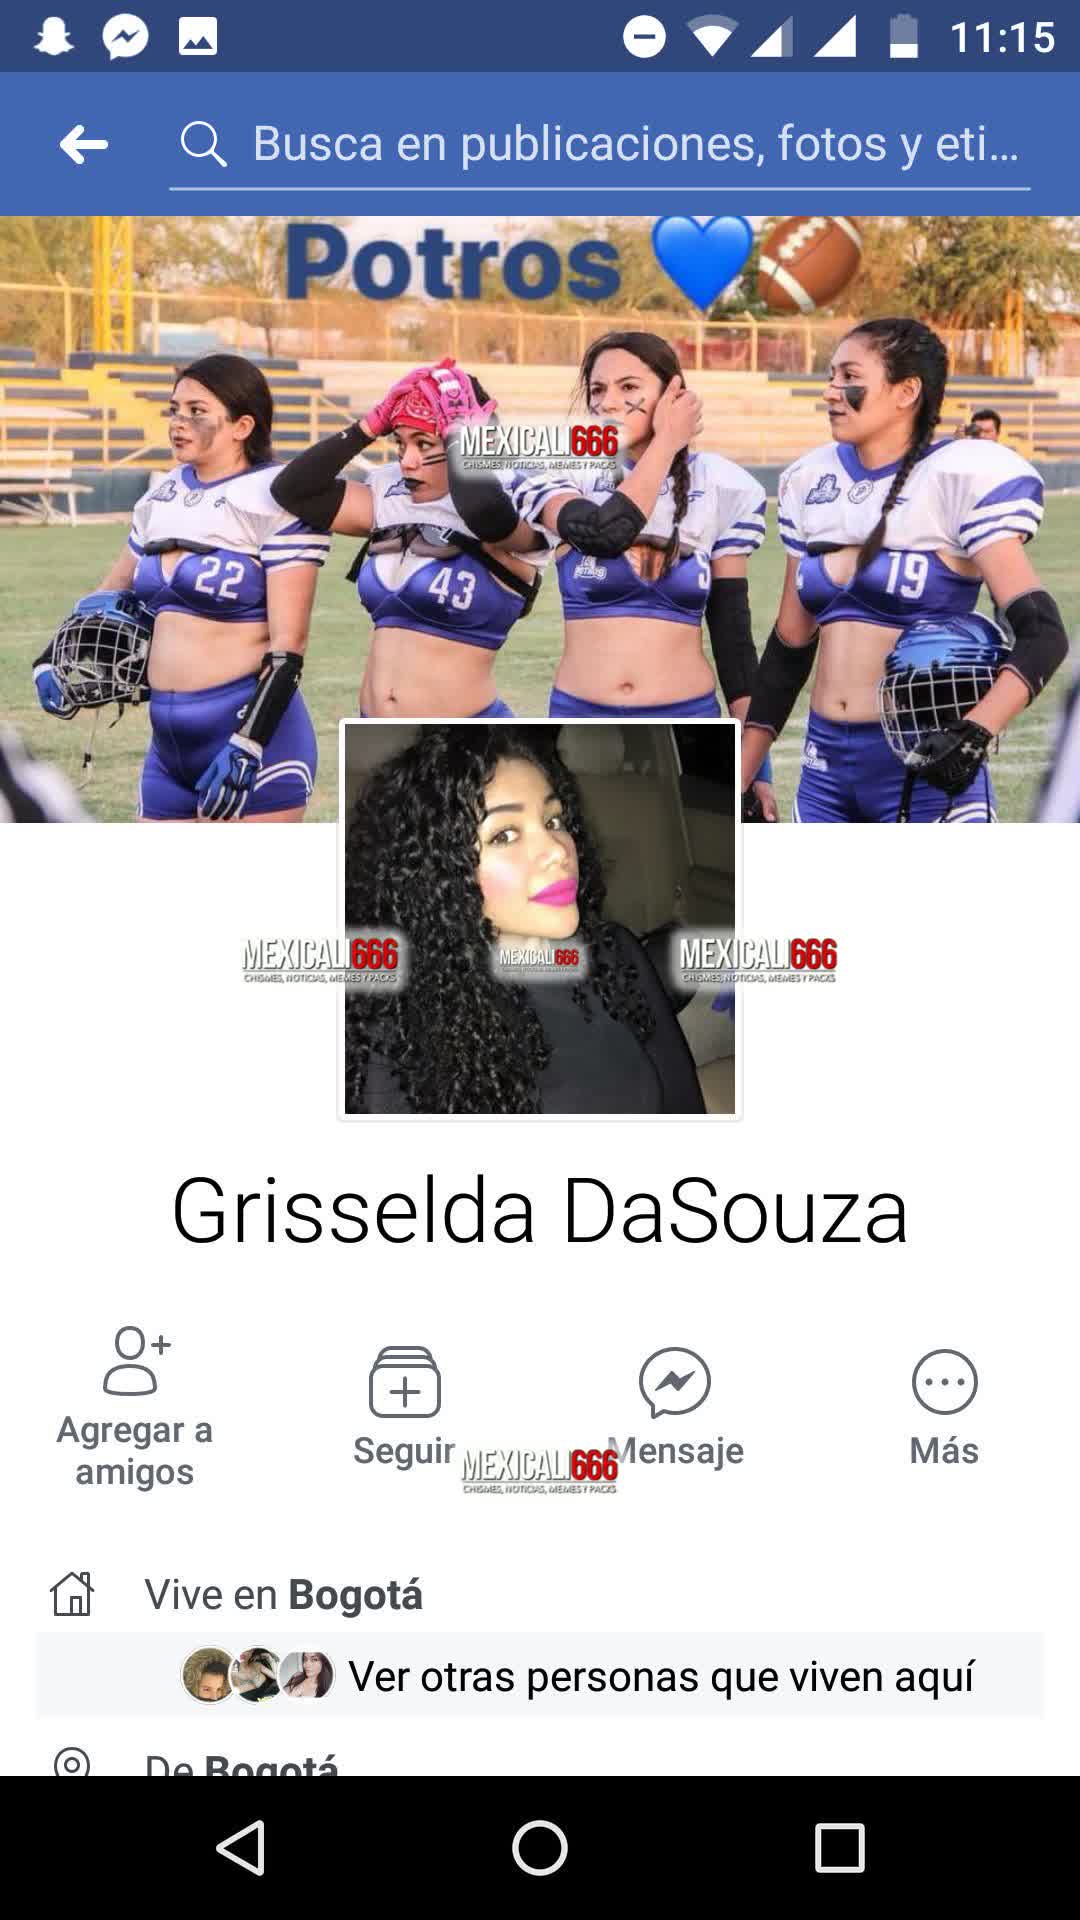 11:15
Busca en publicaciones, fotos y eti...
Potros 💙🏈
MEXICALI666
CHISMES, NOTICIAS, MEMES Y PACKS
22
43
S
19
POTROS
MEXICALI666
CHISMES, NOTICIAS, MEMES Y PACKS
MEXICALI666
MEXICALI666
CHISMES, NOTICIAS, MEMES Y PACKS
Grisselda DaSouza
Agregar a
amigos
Seguir
Mensaje
Más
MEXICALI666
CHISMES, NOTICIAS, MEMES Y PACKS
Vive en Bogotá
Ver otras personas que viven aquí
De Bogotá